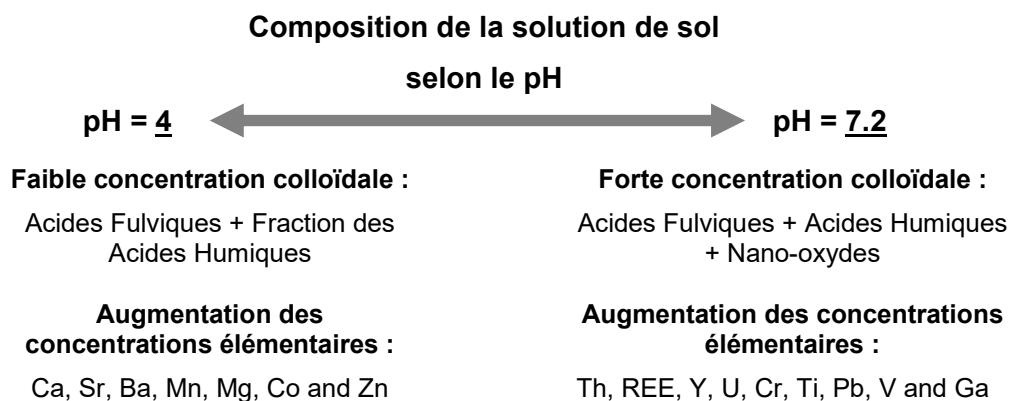 Composition de la solution de sol
selon le pH
pH = 4
pH = 7.2
Faible concentration colloïdale :
Acides Fulviques + Fraction des
Acides Humiques
Augmentation des
concentrations élémentaires :
Ca, Sr, Ba, Mn, Mg, Co and Zn
Forte concentration colloïdale :
Acides Fulviques + Acides Humiques
+ Nano-oxydes
Augmentation des concentrations
élémentaires :
Th, REE, Y, U, Cr, Ti, Pb, V and Ga